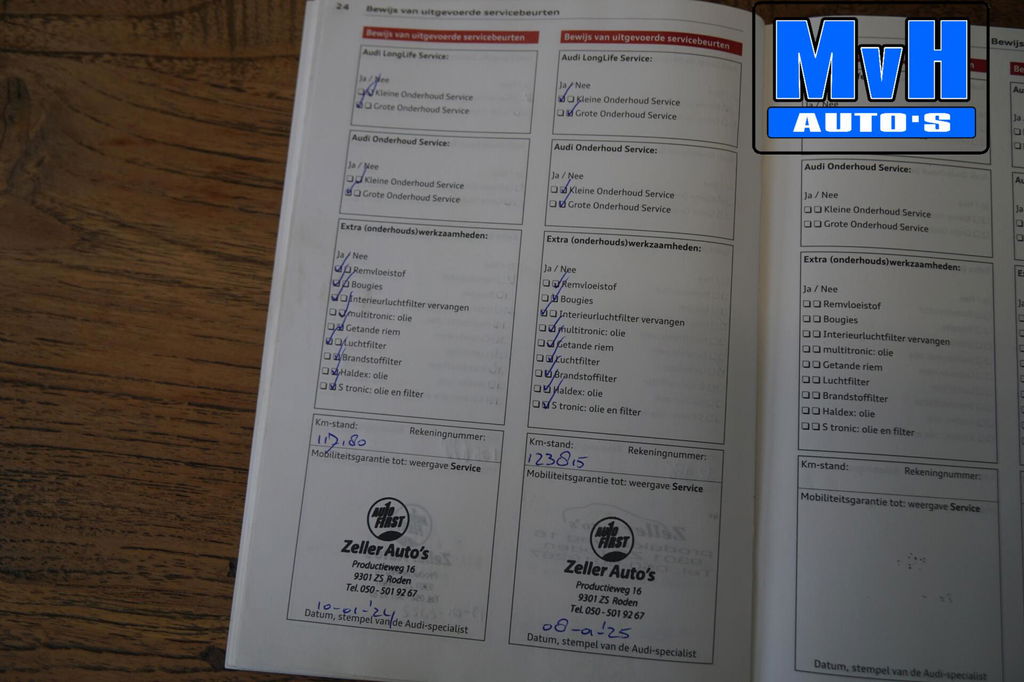 24 Bewijs van uitgevoerde servicebeurten
Bewijs van uitgevoerde servicebeurten
Audi LongLife Service:
Ja / Nee
Kleine Onderhoud Service
Grote Onderhoud Service
Audi Onderhoud Service:
Ja / Nee
Kleine Onderhoud Service
Grote Onderhoud Service
Extra (onderhouds)werkzaamheden:
Ja / Nee
Remvloeistof
Bougies
Interieurluchtfilter vervangen
multitronic: olie
Getande riem
Luchtfilter
Brandstoffilter
Haldex: olie
S tronic: olie en filter
Km-stand:
Rekeningnummer:
Mobiliteitsgarantie tot: weergave Service
AUTO FIRST
Zeller Auto's
Productieweg 16
9301 ZS Roden
Tel. 050 - 501 92 67
10-01-'24
Datum, stempel van de Audi-specialist
Bewijs van uitgevoerde servicebeurten
Audi LongLife Service:
Ja / Nee
Kleine Onderhoud Service
Grote Onderhoud Service
Audi Onderhoud Service:
Ja / Nee
Kleine Onderhoud Service
Grote Onderhoud Service
Extra (onderhouds)werkzaamheden:
Ja / Nee
Remvloeistof
Bougies
Interieurluchtfilter vervangen
multitronic: olie
Getande riem
Luchtfilter
Brandstoffilter
Haldex: olie
S tronic: olie en filter
Km-stand:
Rekeningnummer:
123815
Mobiliteitsgarantie tot: weergave Service
AUTO FIRST
Zeller Auto's
Productieweg 16
9301 ZS Roden
Tel. 050 - 501 92 67
Datum, stempel van de Audi-specialist
MvH
AUTO'S
Ja / Nee
Audi Onderhoud Service:
Ja / Nee
Kleine Onderhoud Service
Grote Onderhoud Service
Extra (onderhouds)werkzaamheden:
Ja / Nee
Remvloeistof
Bougies
Interieurluchtfilter vervangen
multitronic: olie
Getande riem
Luchtfilter
Brandstoffilter
Haldex: olie
S tronic: olie en filter
Km-stand:
Rekeningnummer:
Mobiliteitsgarantie tot: weergave Service
Datum, stempel van de Audi-specialist